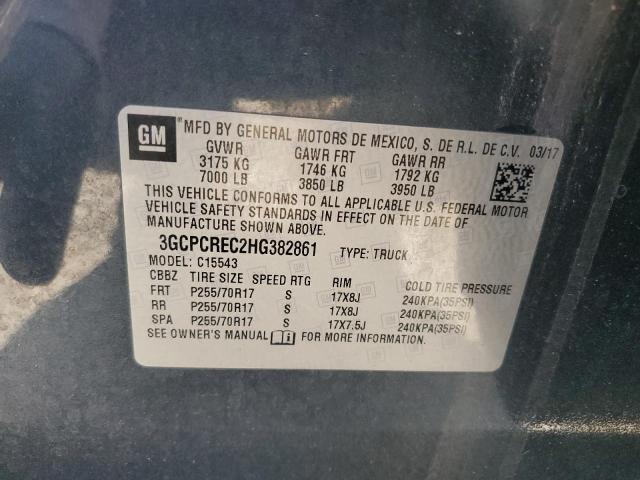 GM ® MFD BY GENERAL MOTORS DE MEXICO, S. DE R.L. DE C.V. 03/17
GVWR GAWR FRT GAWR RR
3175 KG 1746 KG 1792 KG
7000 LB 3850 LB 3950 LB
THIS VEHICLE CONFORMS TO ALL APPLICABLE U.S. FEDERAL MOTOR
VEHICLE SAFETY STANDARDS IN EFFECT ON THE DATE OF
MANUFACTURE SHOWN ABOVE.
3GCPCREC2HG382861 TYPE: TRUCK
MODEL: C15543
CBBZ TIRE SIZE SPEED RTG RIM COLD TIRE PRESSURE
FRT P255/70R17 S 17X8J 240KPA(35PSI)
RR P255/70R17 S 17X8J 240KPA(35PSI)
SPA P255/70R17 S 17X7.5J 240KPA(35PSI)
SEE OWNER'S MANUAL FOR MORE INFORMATION.